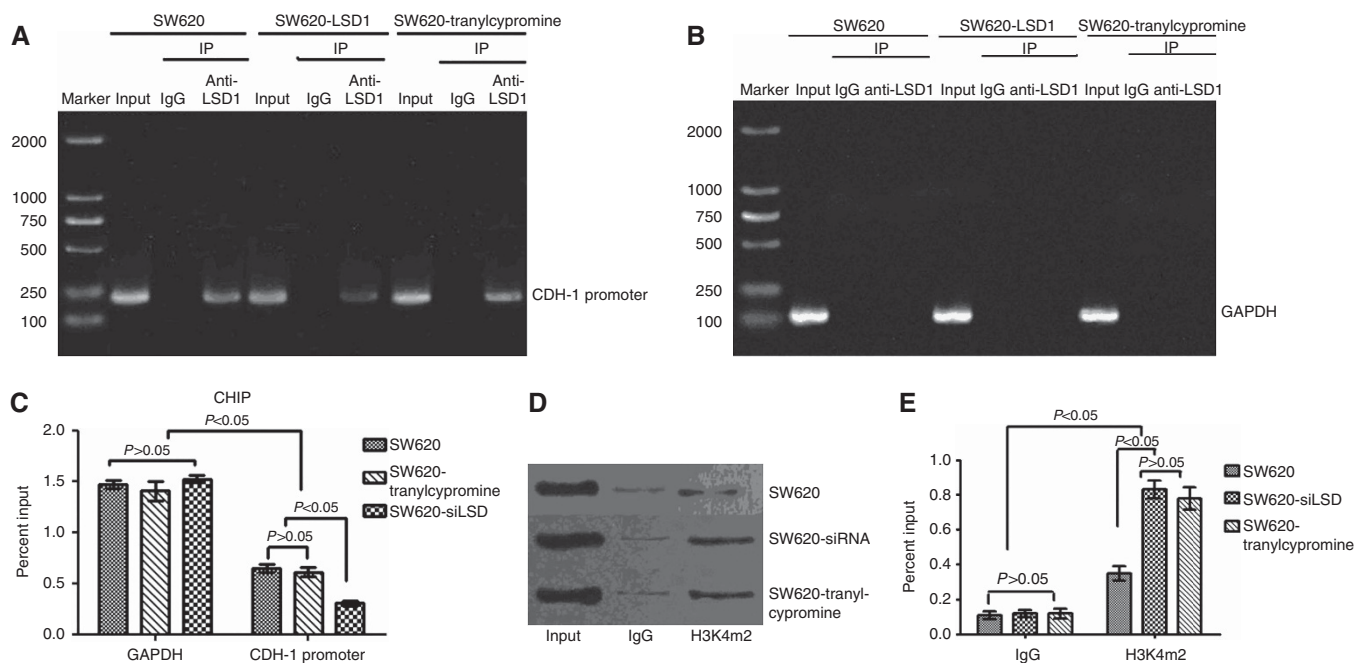 A
SW620
SW620-LSD1
SW620-tranylcypromine
IP
IP
IP
Marker Input IgG Anti-LSD1 Input IgG Anti-LSD1 Input IgG Anti-LSD1
2000
1000
750
500
250
100
CDH-1 promoter
B
SW620
SW620-LSD1
SW620-tranylcypromine
IP
IP
IP
Marker Input IgG anti-LSD1 Input IgG anti-LSD1 Input IgG anti-LSD1
2000
1000
750
500
250
100
GAPDH
C
CHIP
Percent input
2.0
1.5
1.0
0.5
0.0
P>0.05
P<0.05
P<0.05
P>0.05
GAPDH
CDH-1 promoter
SW620
SW620-
tranylcypromine
SW620-siLSD
D
SW620
SW620-siRNA
SW620-tranyl-
cypromine
Input
IgG
H3K4m2
E
Percent input
1.0
0.8
0.6
0.4
0.2
0.0
P<0.05
P<0.05
P>0.05
P>0.05
IgG
H3K4m2
SW620
SW620-siLSD
SW620-
tranylcypromine